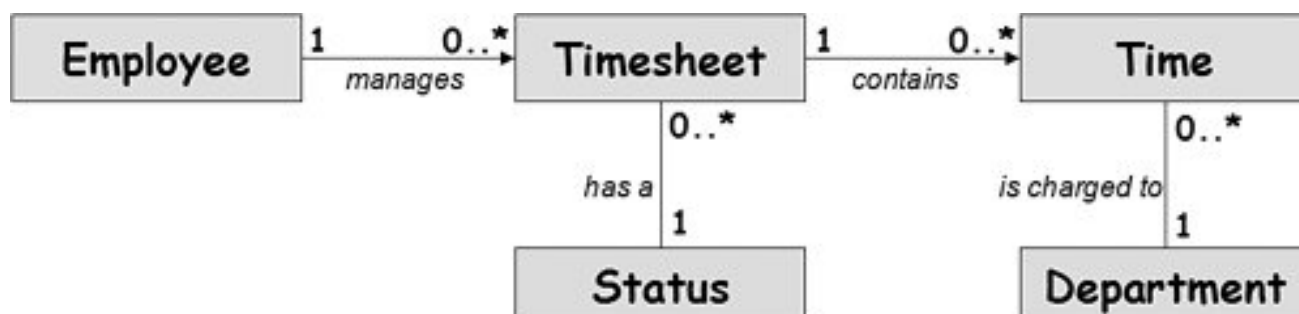 Employee
1
0..*
manages
Timesheet
1
0..*
contains
Time
0..*
has a
1
0..*
is charged to
1
Status
Department